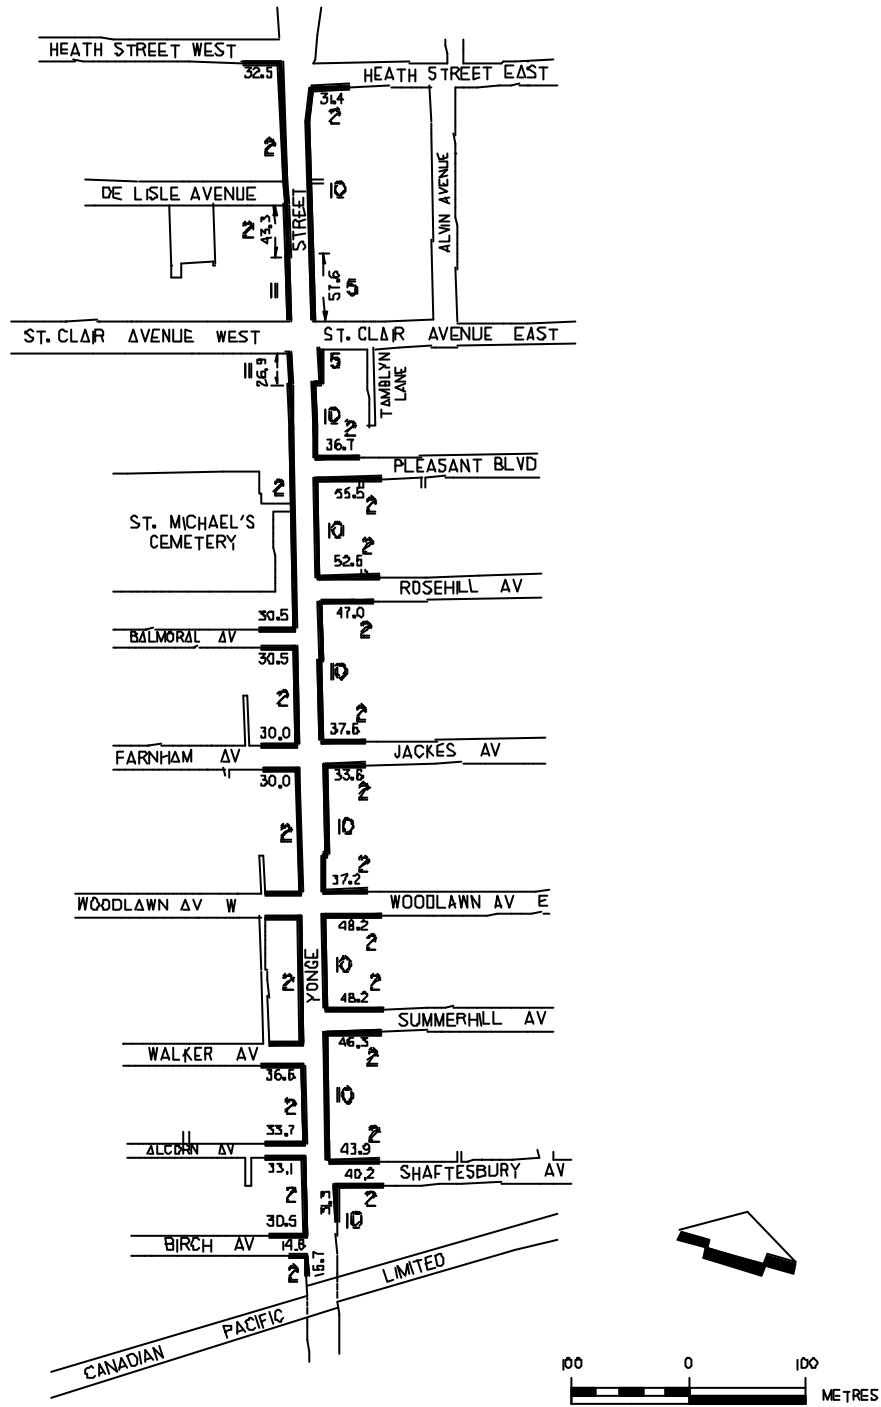 HEATH STREET WEST
32.5
HEATH STREET EAST
31.4
2
2
10
ALVIN AVENUE
DE LISLE AVENUE
STREET
2
43.3
57.6
5
11
ST. CLAIR AVENUE WEST
ST. CLAIR AVENUE EAST
11
26.9
5
TAMBLYN
LANE
10
2
36.7
PLEASANT BLVD
2
55.5
2
ST. MICHAEL'S
CEMETERY
10
2
52.6
ROSEHILL AV
30.5
47.0
BALMORAL AV
2
30.5
10
2
2
30.0
37.6
FARNHAM AV
JACKES AV
30.0
33.6
2
2
10
2
37.2
WOODLAWN AV W
WOODLAWN AV E
48.2
2
YONGE
10
2
2
48.2
SUMMERHILL AV
WALKER AV
46.3
2
36.6
2
10
33.7
2
43.9
ALCORN AV
33.1
40.2
SHAFTESBURY AV
2
31.3
2
30.5
10
BIRCH AV
14.8
15.7
2
CANADIAN PACIFIC LIMITED
100 0 100
METRES